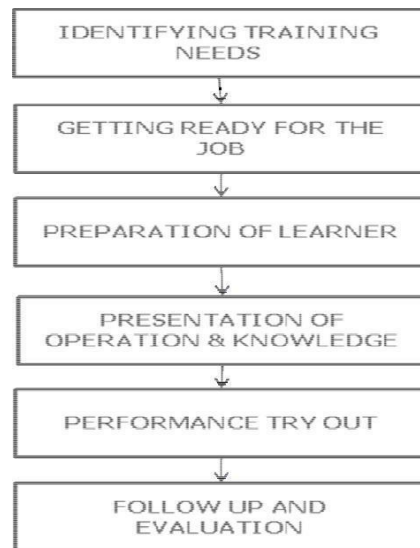 IDENTIFYING TRAINING
NEEDS
GETTING READY FOR THE
JOB
PREPARATION OF LEARNER
PRESENTATION OF
OPERATION & KNOWLEDGE
PERFORMANCE TRY OUT
FOLLOW UP AND
EVALUATION